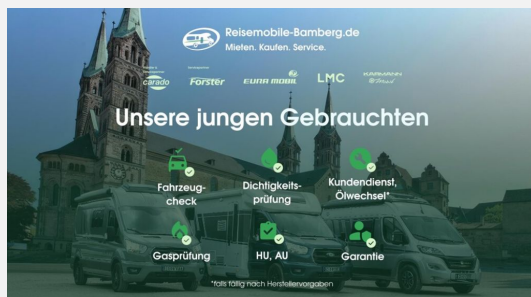 Reisemobile-Bamberg.de
Mieten. Kaufen. Service.
carado
Forster
EURA MOBIL
LMC
KARMANN
Unsere jungen Gebrauchten
Fahrzeug-
check
Dichtigkeits-
prüfung
Kundendienst,
Ölwechsel*
Gasprüfung
HU, AU
Garantie
*falls fällig nach Herstellervorgaben